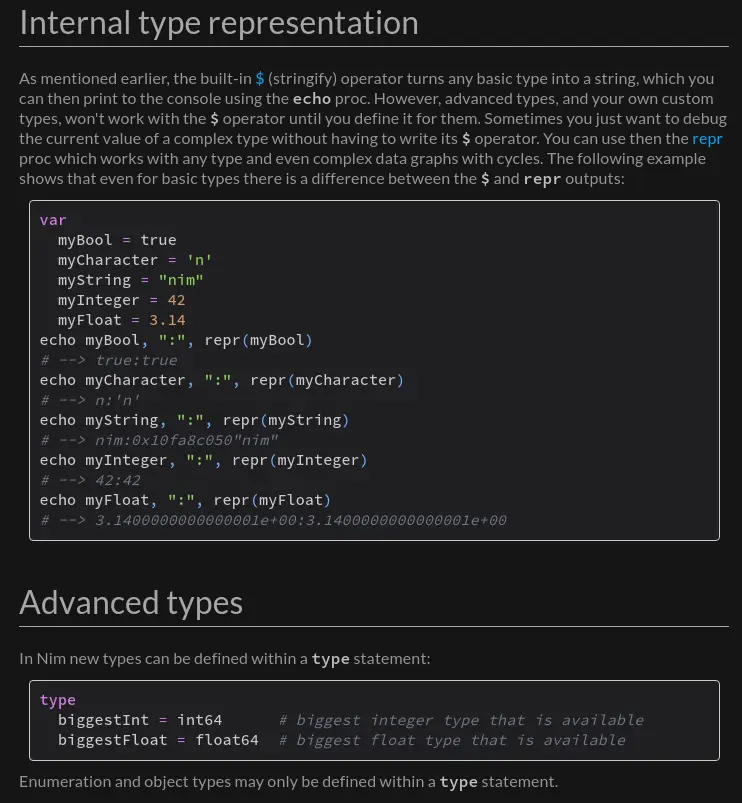 Internal type representation
As mentioned earlier, the built-in $ (stringify) operator turns any basic type into a string, which you
can then print to the console using the echo proc. However, advanced types, and your own custom
types, won't work with the $ operator until you define it for them. Sometimes you just want to debug
the current value of a complex type without having to write its $ operator. You can use then the repr
proc which works with any type and even complex data graphs with cycles. The following example
shows that even for basic types there is a difference between the $ and repr outputs:
var
  myBool = true
  myCharacter = 'n'
  myString = "nim"
  myInteger = 42
  myFloat = 3.14
echo myBool, ":", repr(myBool)
# --> true:true
echo myCharacter, ":", repr(myCharacter)
# --> n:'n'
echo myString, ":", repr(myString)
# --> nim:0x10fa8c050"nim"
echo myInteger, ":", repr(myInteger)
# --> 42:42
echo myFloat, ":", repr(myFloat)
# --> 3.1400000000000001e+00:3.1400000000000001e+00
Advanced types
In Nim new types can be defined within a type statement:
type
  biggestInt = int64      # biggest integer type that is available
  biggestFloat = float64  # biggest float type that is available
Enumeration and object types may only be defined within a type statement.